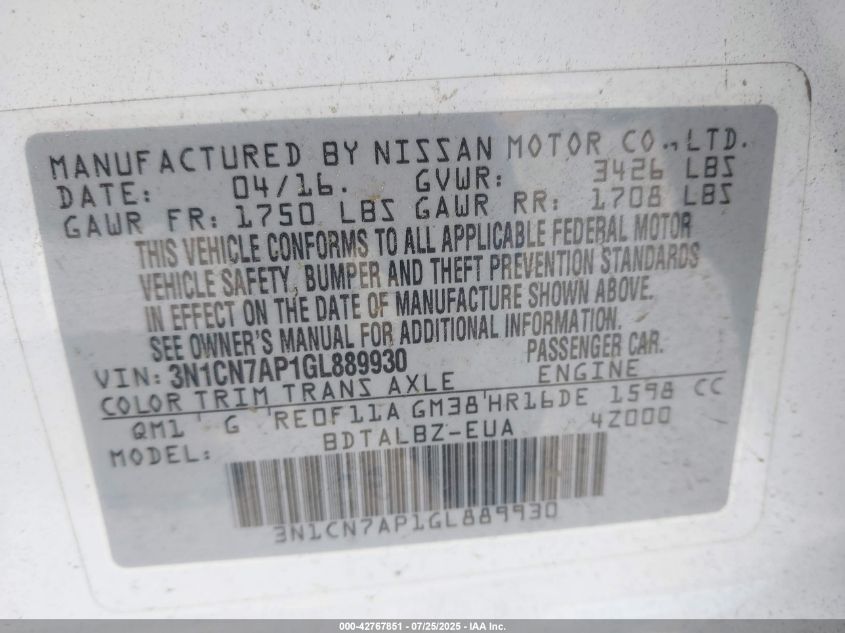 MANUFACTURED BY NISSAN MOTOR CO.,LTD.
DATE: 04/16. GVWR: 3426 LBS
GAWR FR: 1750 LBS GAWR RR: 1708 LBS
THIS VEHICLE CONFORMS TO ALL APPLICABLE FEDERAL MOTOR
VEHICLE SAFETY, BUMPER AND THEFT PREVENTION STANDARDS
IN EFFECT ON THE DATE OF MANUFACTURE SHOWN ABOVE.
SEE OWNER'S MANUAL FOR ADDITIONAL INFORMATION.
VIN: 3N1CN7AP1GL889930 PASSENGER CAR.
COLOR TRIM TRANS AXLE ENGINE
QM1 G RE0F11A GM38 HR16DE 1598 CC
MODEL: BDTALBZ-EUA 4Z000
3N1CN7AP1GL889930
000-42767851 / 07/25/2025 - IAA Inc.